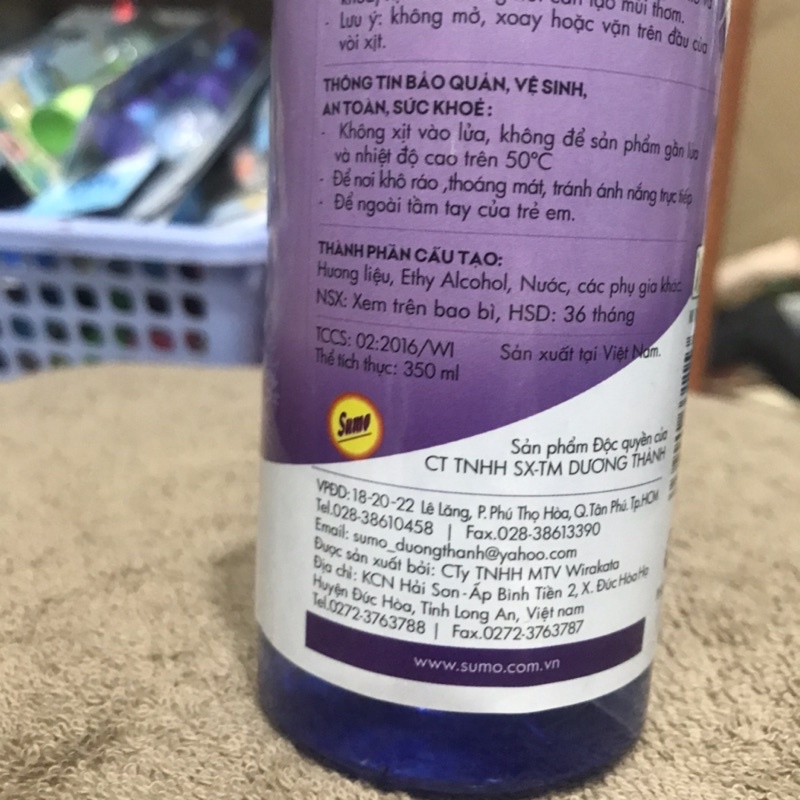 tạo mùi thơm.
- Lưu ý: không mở, xoay hoặc vặn trên đầu của
vòi xịt.
THÔNG TIN BẢO QUẢN, VỆ SINH,
AN TOÀN, SỨC KHOẺ:
- Không xịt vào lửa, không để sản phẩm gần lửa
và nhiệt độ cao trên 50°C
- Để nơi khô ráo ,thoáng mát, tránh ánh nắng trực tiếp
- Để ngoài tầm tay của trẻ em.
THÀNH PHẦN CẤU TẠO:
Hương liệu, Ethy Alcohol, Nước, các phụ gia khác.
NSX: Xem trên bao bì, HSD: 36 tháng
TCCS: 02:2016/WI Sản xuất tại Việt Nam.
Thể tích thực: 350 ml
Sumo
Sản phẩm Độc quyền của
CT TNHH SX-TM DƯƠNG THÀNH
VPĐD: 18-20-22 Lê Lăng, P. Phú Thọ Hòa, Q.Tân Phú. Tp.HCM
Tel.028-38610458 | Fax.028-38613390
Email: sumo_duongthanh@yahoo.com
Được sản xuất bởi: CTy TNHH MTV Wirakata
Địa chỉ: KCN Hải Sơn-Ấp Bình Tiền 2, X. Đức Hòa Hạ
Huyện Đức Hòa, Tỉnh Long An, Việt nam
Tel.0272-3763788 | Fax.0272-3763787
www.sumo.com.vn